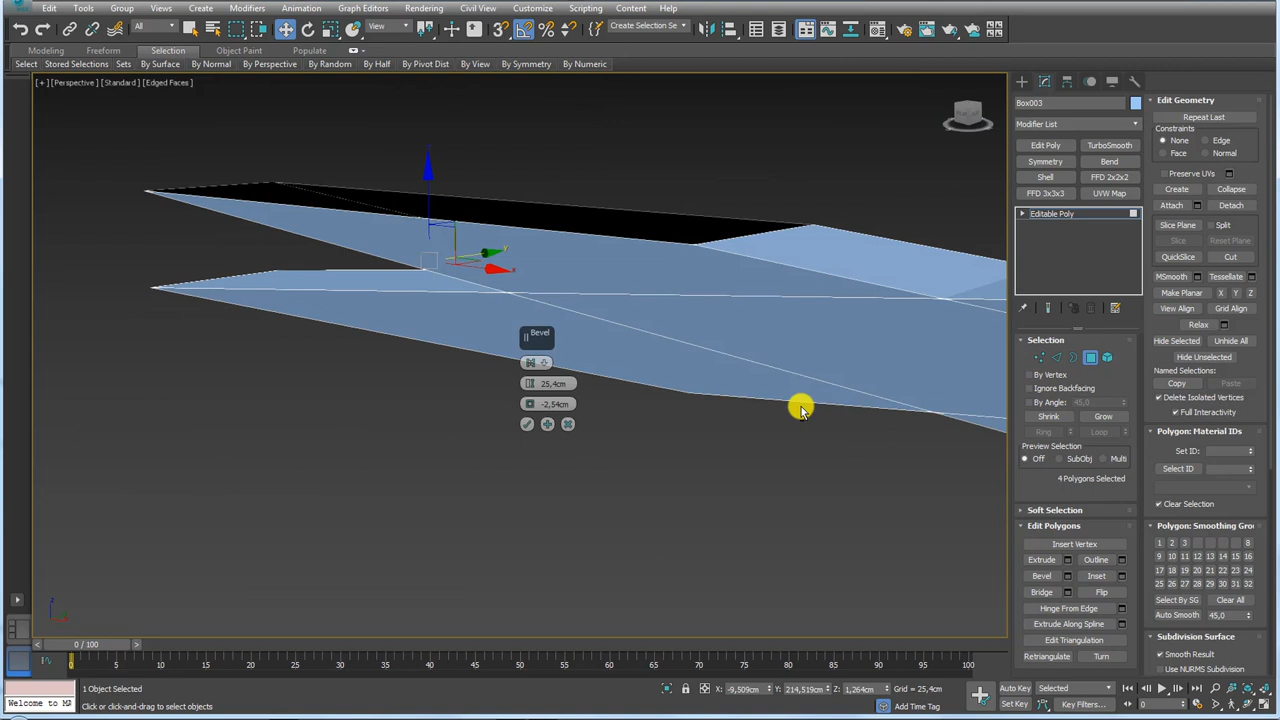 Edit Tools Group Views Create Modifiers Animation Graph Editors Rendering Civil View Customize Scripting Content Help
All View Create Selection Se
Modeling Freeform Selection Object Paint Populate
Select Stored Selections Sets By Surface By Normal By Perspective By Random By Half By Pivot Dist By View By Symmetry By Numeric
[+] [Perspective] [Standard] [Edged Faces]
Box003
Modifier List
Edit Poly TurboSmooth
Symmetry Bend
Shell FFD 2x2x2
FFD 3x3x3 UVW Map
Editable Poly
Selection
By Vertex
Ignore Backfacing
By Angle: 45,0
Shrink Grow
Ring Loop
Preview Selection
Off SubObj Multi
4 Polygons Selected
Soft Selection
Edit Polygons
Insert Vertex
Extrude Outline
Bevel Inset
Bridge Flip
Hinge From Edge
Extrude Along Spline
Edit Triangulation
Retriangulate Turn
Edit Geometry
Repeat Last
Constraints
None Edge
Face Normal
Preserve UVs
Create Collapse
Attach Detach
Slice Plane Split
Slice Reset Plane
QuickSlice Cut
MSmooth Tessellate
Make Planar X Y Z
View Align Grid Align
Relax
Hide Selected Unhide All
Hide Unselected
Named Selections:
Copy Paste
Delete Isolated Vertices
Full Interactivity
Polygon: Material IDs
Set ID:
Select ID
Clear Selection
Polygon: Smoothing Gro
1 2 3 8
9 10 11 12 13 14 15 16
17 18 19 20 21 22 23 24
25 26 27 28 29 30 31 32
Select By SG Clear All
Auto Smooth 45,0
Subdivision Surface
Smooth Result
Use NURMS Subdivision
z
y
x
Bevel
25,4cm
-2,54cm
0 / 100
0 5 10 15 20 25 30 35 40 45 50 55 60 65 70 75 80 85 90 95 100
1 Object Selected
X: -9,509cm Y: 214,519cm Z: 1,264cm Grid = 25,4cm
Auto Key Selected
Welcome to M
Click or click-and-drag to select objects
Add Time Tag
Set Key Key Filters... 0